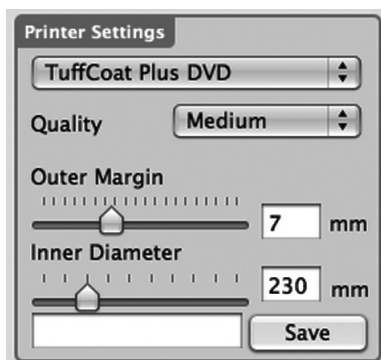 Printer Settings
TuffCoat Plus DVD
Quality Medium
Outer Margin
7 mm
Inner Diameter
230 mm
Save